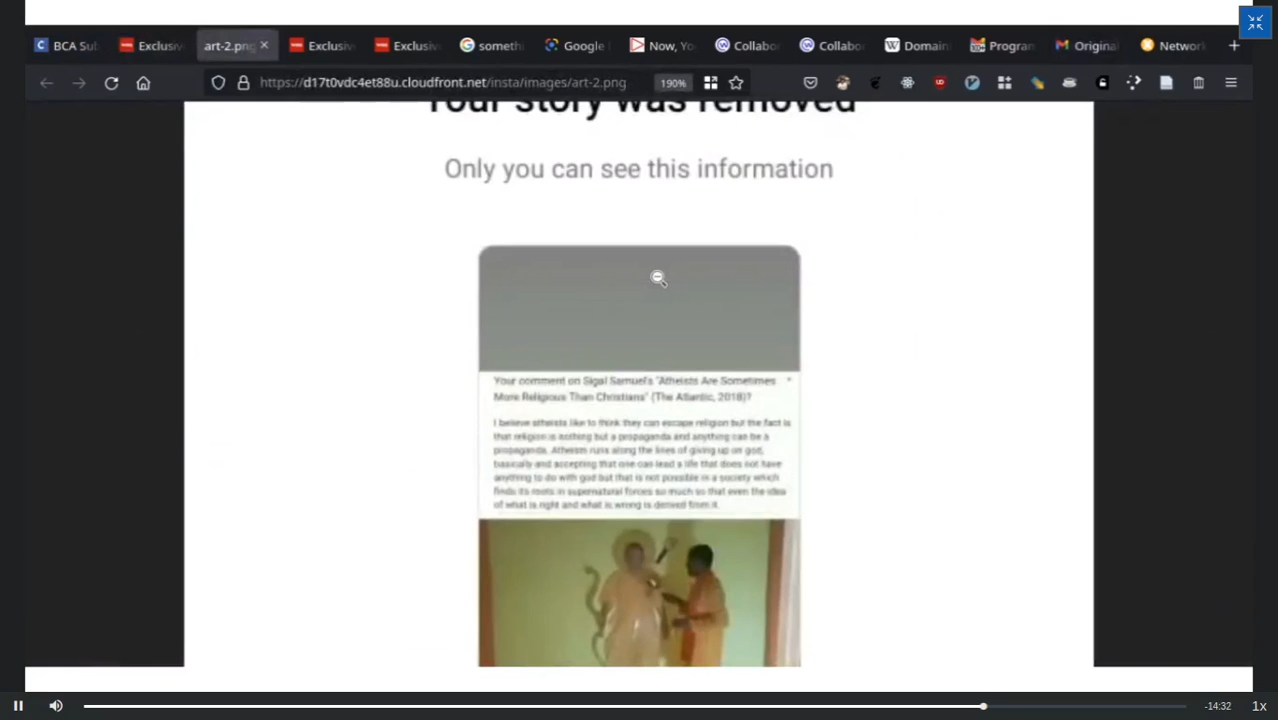 BCA Sul
Exclusiv
art-2.png
Exclusiv
Exclusiv
someth
Google
Now, Yo
Collabo
Collabo
Domain
Program
Origina
Network
https://d17t0vdc4et88u.cloudfront.net/insta/images/art-2.png
190%
Your story was removed
Only you can see this information
Your comment on Sigal Samuel's "Atheists Are Sometimes
More Religious Than Christians" (The Atlantic, 2018)?
I believe atheists like to think they can escape religion but the fact is
that religion is nothing but a propaganda and anything can be a
propaganda. Atheism runs along the lines of giving up on god,
basically and accepting that one can lead a life that does not have
anything to do with god but that is not possible in a society which
finds its roots in supernatural forces so much so that even the idea
of what is right and what is wrong is derived from it.
-14:32
1x